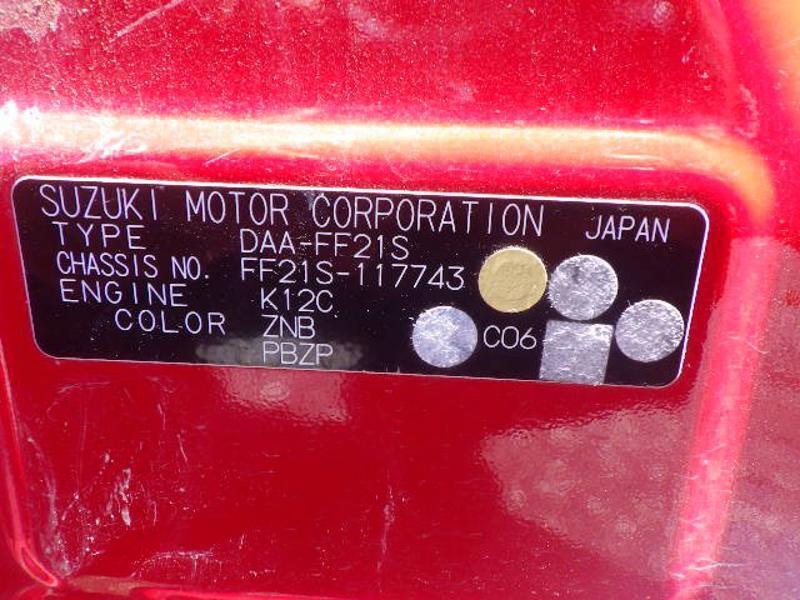 SUZUKI MOTOR CORPORATION JAPAN
TYPE DAA-FF21S
CHASSIS NO. FF21S-117743
ENGINE K12C
COLOR ZNB C06
PBZP